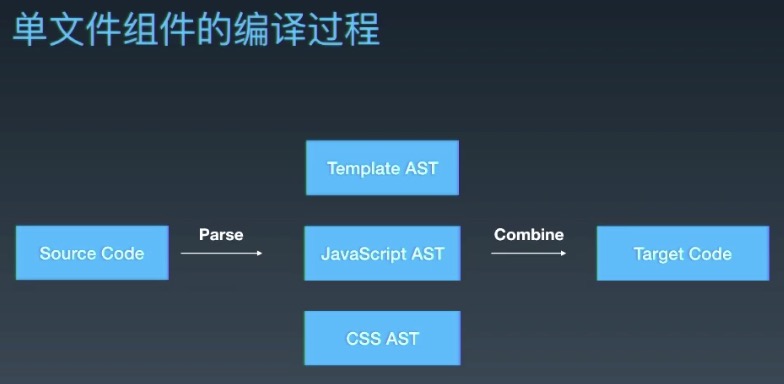 单文件组件的编译过程
Template AST
Source Code
Parse
JavaScript AST
Combine
Target Code
CSS AST